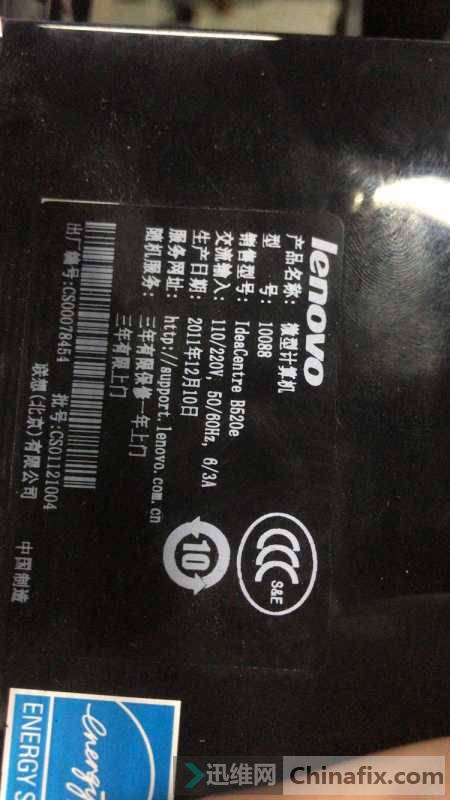 lenovo
产品名称: 微型计算机
型 号: 10088
销售型号: IdeaCentre B520e
交流输入: 110/220V, 50/60Hz, 6/3A
生产日期: 2011年12月10日
服务网址: http://support.lenovo.com.cn
随机服务: 三年有限保修一年上门
三年有限上门
出厂编号:CS00078454 批号:CS01121004
联想(北京)有限公司 中国制造
10
CCC
S&E
energy
ENERGY S
迅维网 Chinafix.com